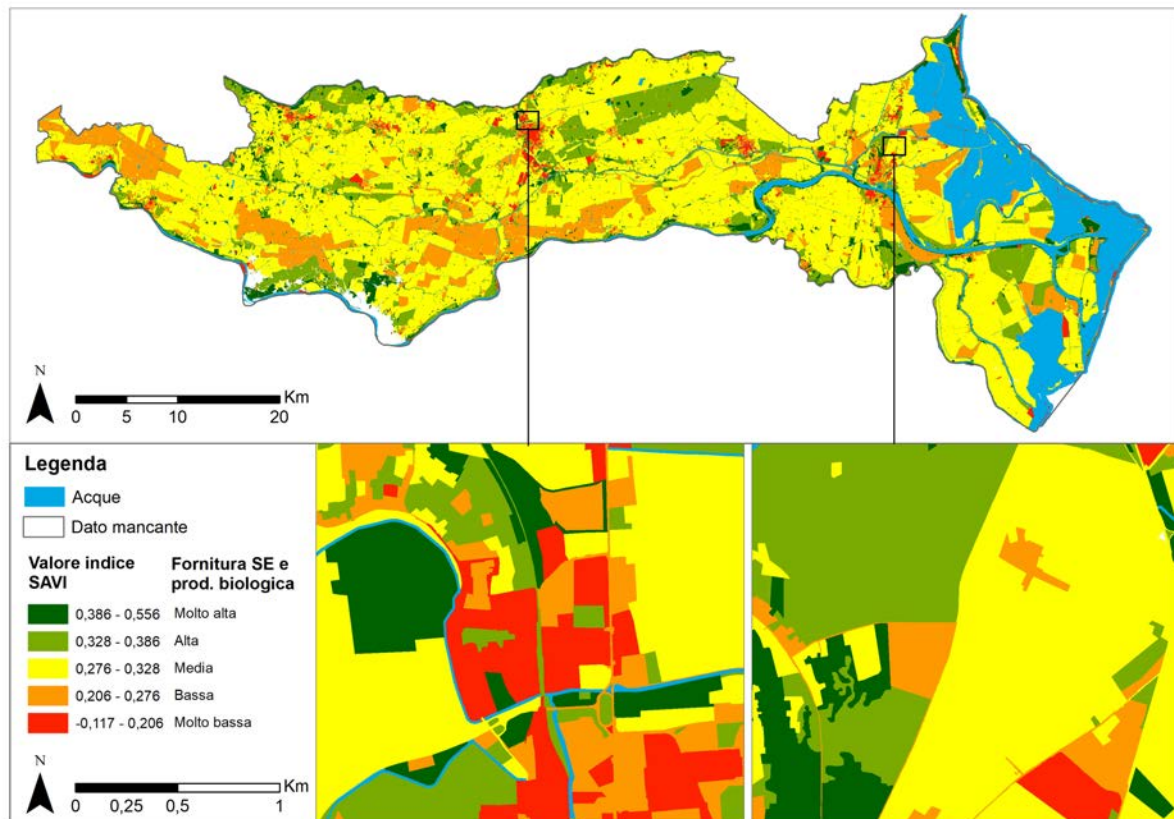 N
Km
0 5 10 20
Legenda
Acque
Dato mancante
Valore indice SAVI
Fornitura SE e prod. biologica
0,386 - 0,556 Molto alta
0,328 - 0,386 Alta
0,276 - 0,328 Media
0,206 - 0,276 Bassa
-0,117 - 0,206 Molto bassa
N
Km
0 0,25 0,5 1